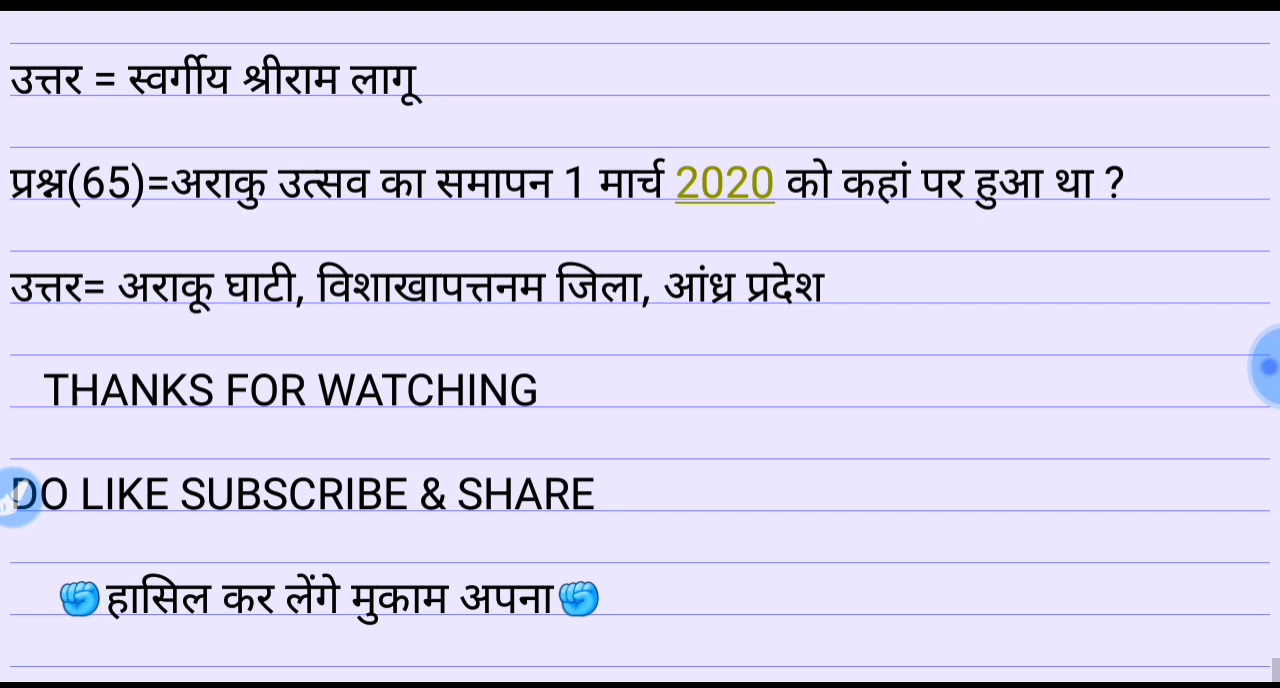 उत्तर = स्वर्गीय श्रीराम लागू
प्रश्न(65)=अराकु उत्सव का समापन 1 मार्च 2020 को कहां पर हुआ था ?
उत्तर= अराकू घाटी, विशाखापत्तनम जिला, आंध्र प्रदेश
THANKS FOR WATCHING
DO LIKE SUBSCRIBE & SHARE
✊हासिल कर लेंगे मुकाम अपना✊